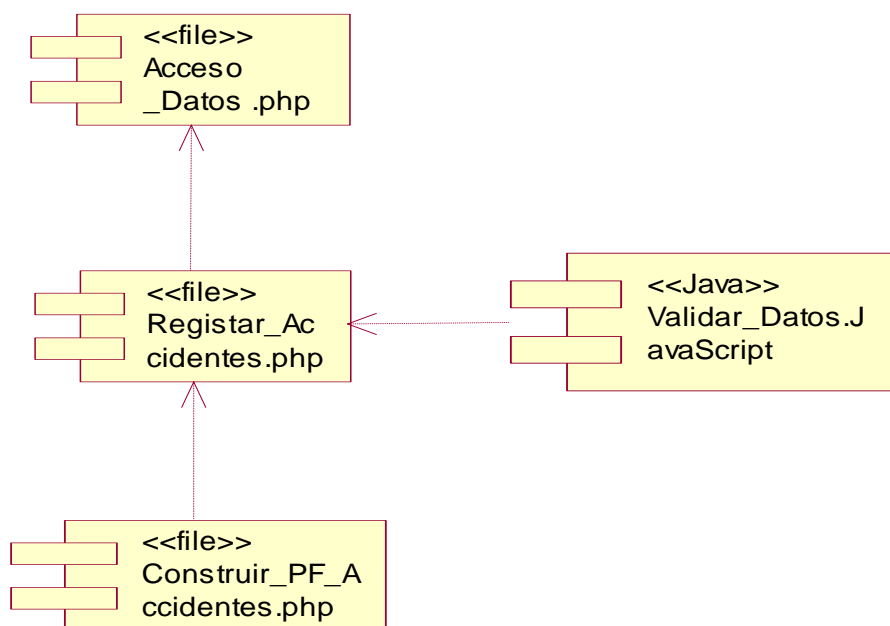 <<file>>
Acceso
_Datos .php
<<file>>
Registar_Ac
cidentes.php
<<Java>>
Validar_Datos.J
avaScript
<<file>>
Construir_PF_A
ccidentes.php